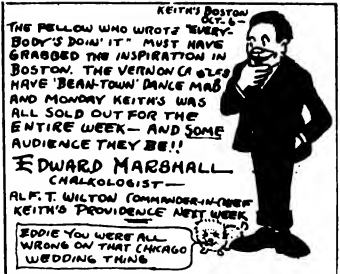 KEITH'S BOSTON
OCT. 6—
THE FELLOW WHO WROTE "EVERY-
BODY'S DOIN' IT" MUST HAVE
GRABBED THE INSPIRATION IN
BOSTON. THE VERNON CASTLES
HAVE 'BEAN-TOWN' DANCE MAD
AND MONDAY KEITH'S WAS
ALL SOLD OUT FOR THE
ENTIRE WEEK— AND SOME
AUDIENCE THEY BE!!
EDWARD MARSHALL
CHALKOLOGIST—
ALF. T. WILTON COMMANDER-IN-CHIEF
KEITH'S PROVIDENCE NEXT WEEK
EDDIE YOU WERE ALL
WRONG ON THAT CHICAGO
WEDDING THING